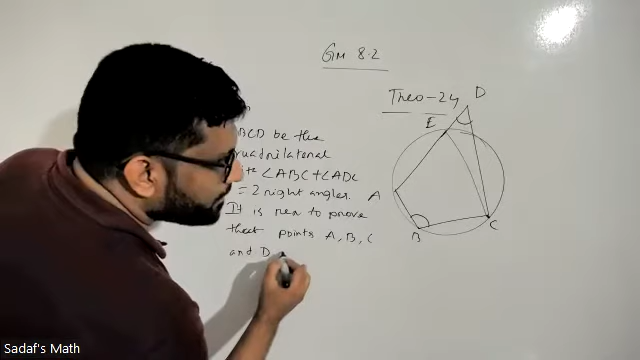 Gm 8.2
Theo-24
D
E
BCD be the
quadrilateral
∠ABC+∠ADC
= 2 right angles.
A
It is req to prove
that points A, B, C
B
C
and D
Sadaf's Math